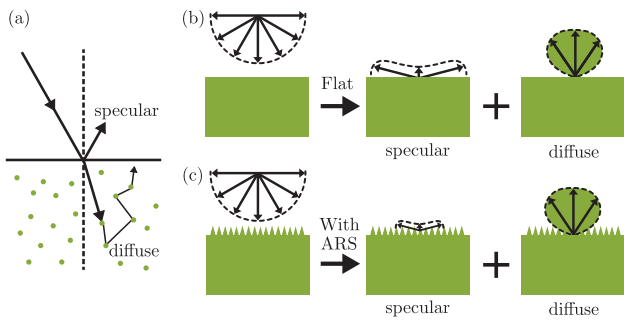 (a)
specular
diffuse
(b)
Flat
specular
diffuse
(c)
With
ARS
specular
diffuse